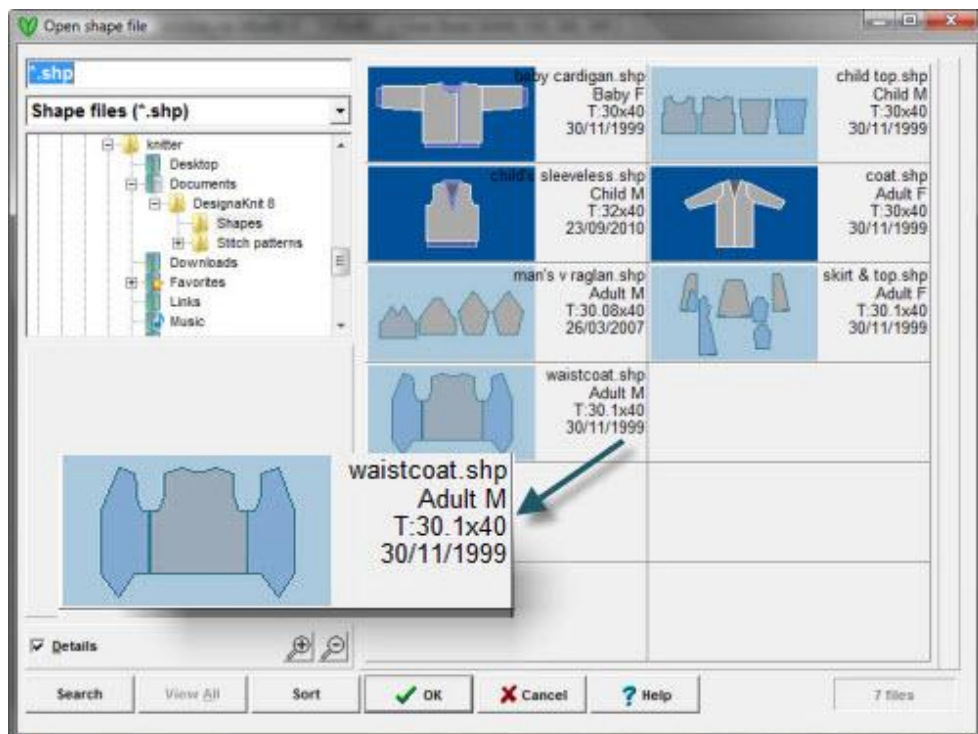 Open shape file
*.shp
Shape files (*.shp)
knitter
Desktop
Documents
DesignaKnit 8
Shapes
Stitch patterns
Downloads
Favorites
Links
Music
baby cardigan.shp
Baby F
T:30x40
30/11/1999
child top.shp
Child M
T:30x40
30/11/1999
child's sleeveless.shp
Child M
T:32x40
23/09/2010
coat.shp
Adult F
T:30x40
30/11/1999
man's v raglan.shp
Adult M
T:30.08x40
26/03/2007
skirt & top.shp
Adult F
T:30.1x40
30/11/1999
waistcoat.shp
Adult M
T:30.1x40
30/11/1999
waistcoat.shp
Adult M
T:30.1x40
30/11/1999
Details
Search
View All
Sort
OK
Cancel
? Help
7 files